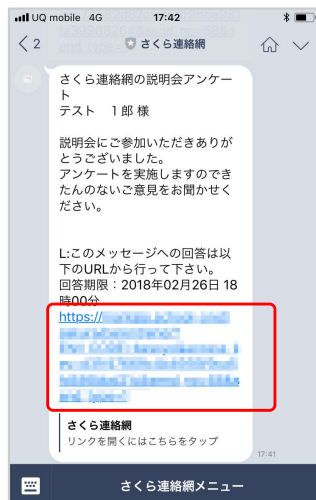 UQ mobile 4G 17:42
2 さくら連絡網
さくら連絡網の説明会アンケー
ト
テスト 1郎 様
説明会にご参加いただきありが
とうございました。
アンケートを実施しますのでき
たんのないご意見をお聞かせく
ださい。
L:このメッセージへの回答は以
下のURLから行って下さい。
回答期限：2018年02月26日 18
時00分
https://
さくら連絡網
リンクを開くにはこちらをタップ
17:41
さくら連絡網メニュー